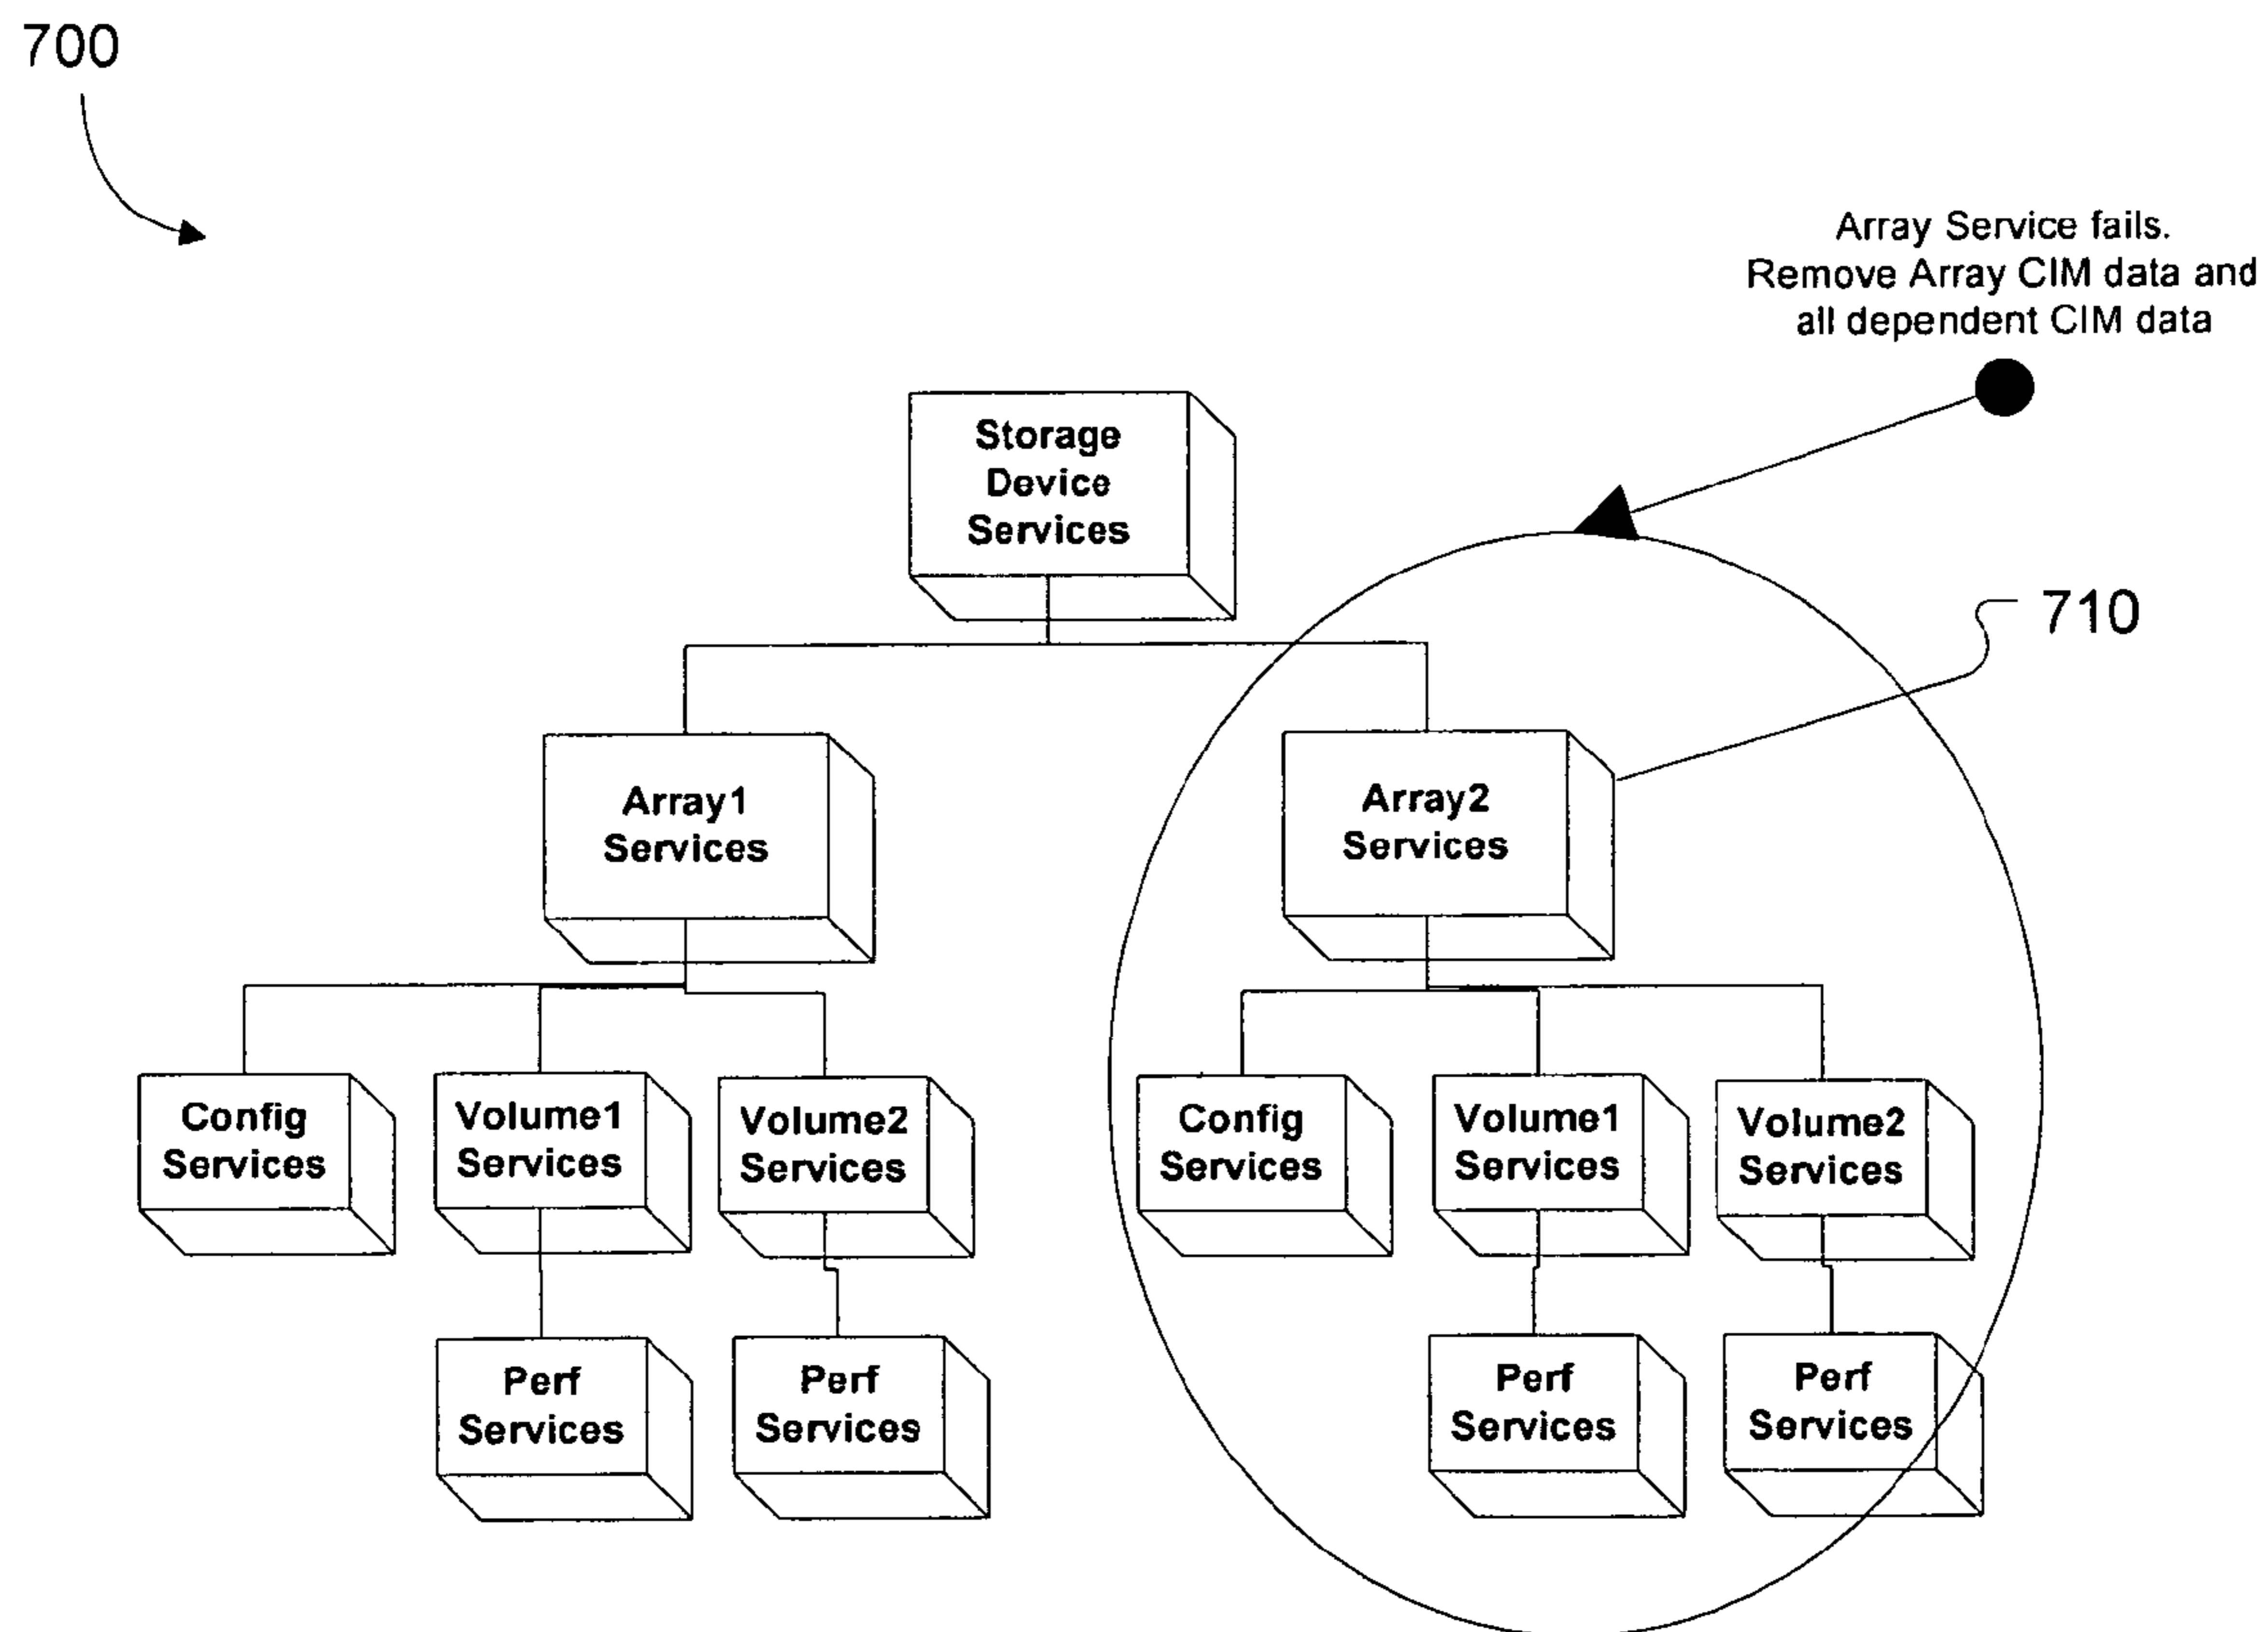 700
Array Service fails.
Remove Array CIM data and
all dependent CIM data
Storage
Device
Services
710
Array1
Services
Array2
Services
Config
Services
Volume1
Services
Volume2
Services
Config
Services
Volume1
Services
Volume2
Services
Perf
Services
Perf
Services
Perf
Services
Perf
Services